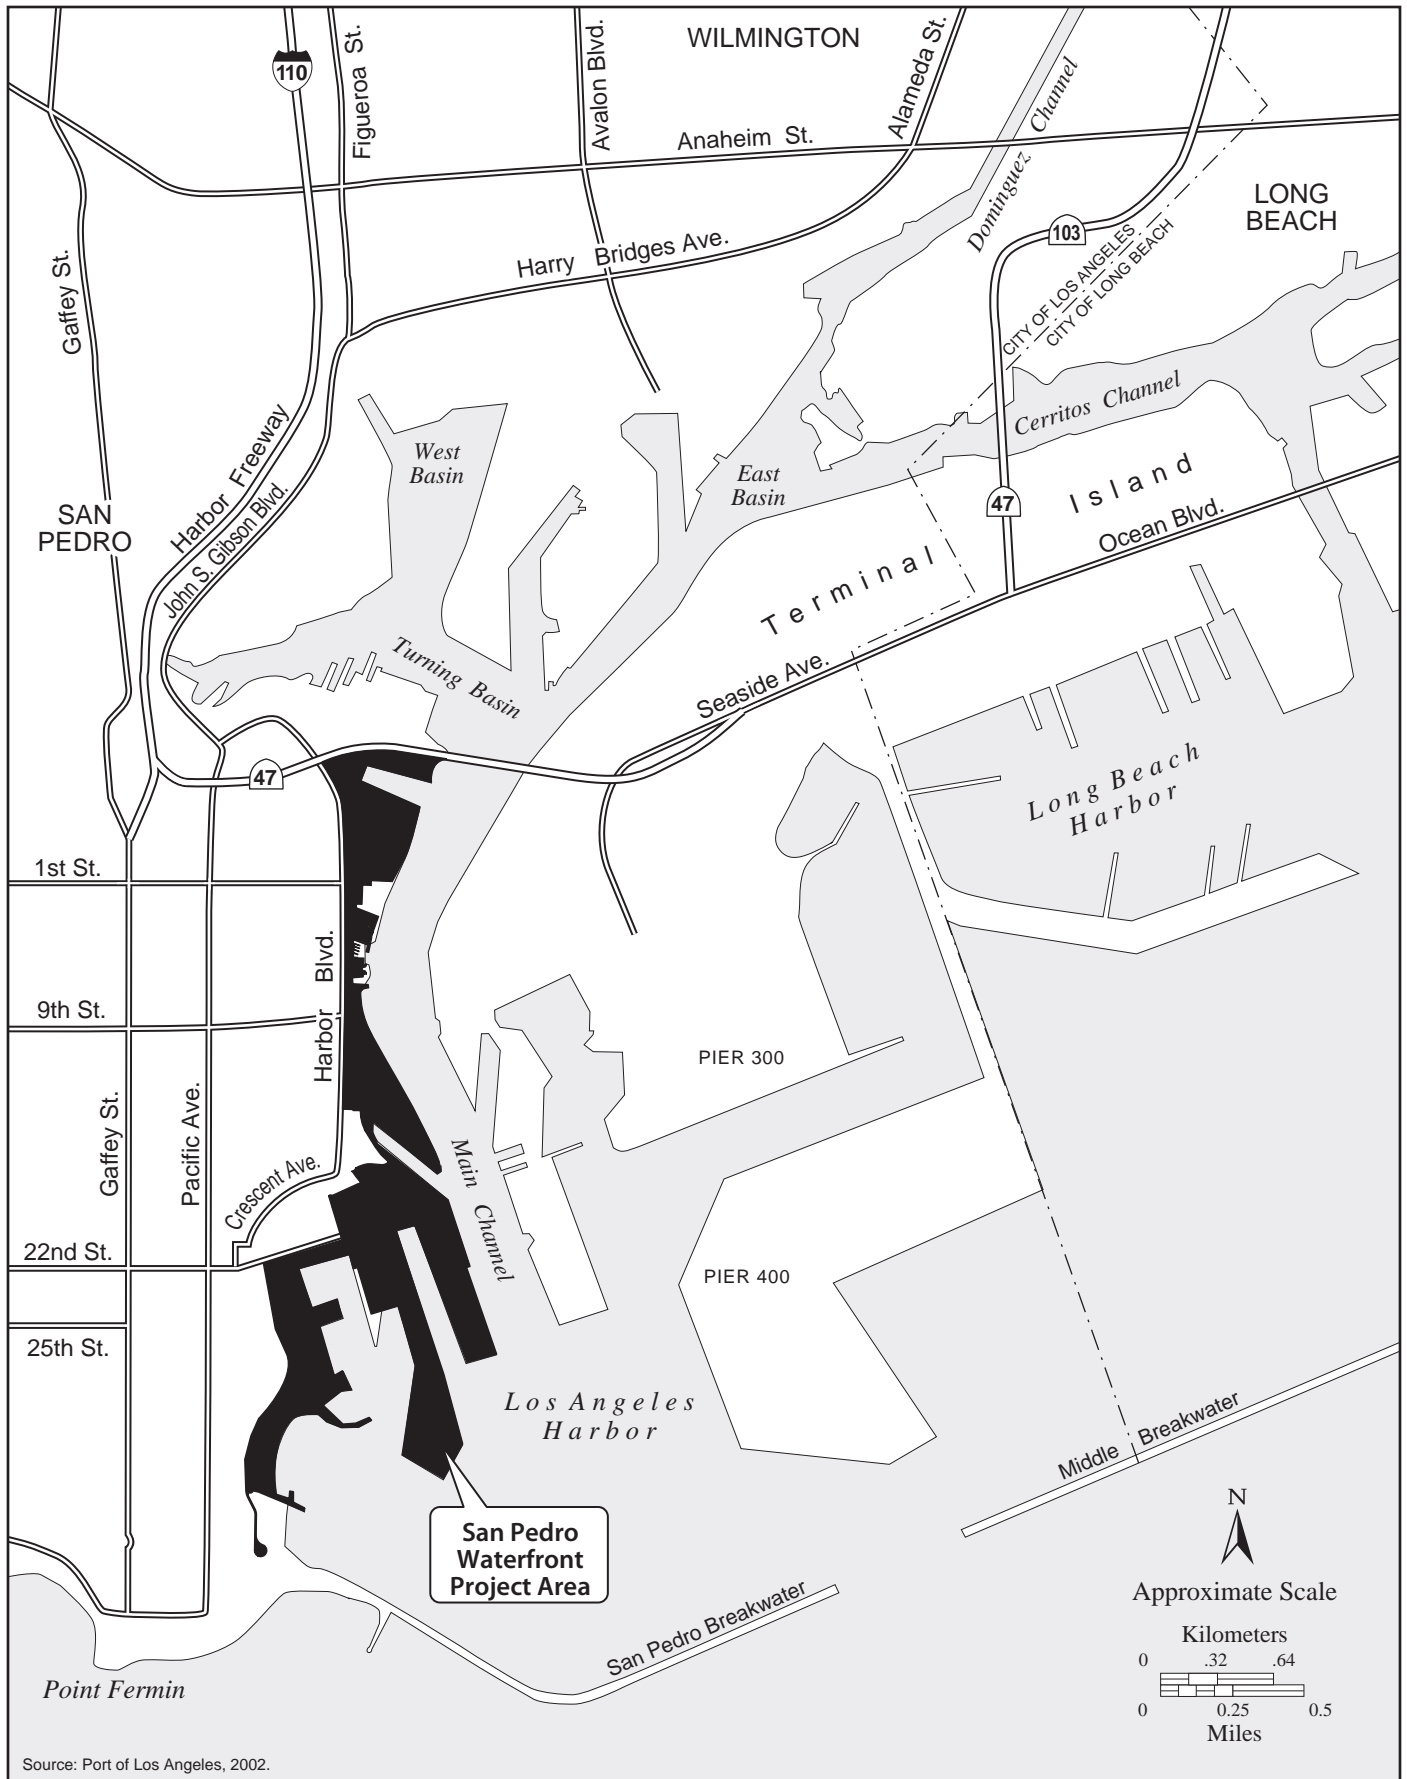 WILMINGTON
110
Figueroa St.
Avalon Blvd.
Alameda St.
Dominguez Channel
Anaheim St.
LONG
BEACH
103
Harry Bridges Ave.
CITY OF LOS ANGELES
CITY OF LONG BEACH
Gaffey St.
Cerritos Channel
West
Basin
East
Basin
Harbor Freeway
John S. Gibson Blvd.
SAN
PEDRO
47
Terminal Island
Ocean Blvd.
Turning Basin
Seaside Ave.
47
Long Beach
Harbor
1st St.
Harbor Blvd.
9th St.
PIER 300
Gaffey St.
Pacific Ave.
Crescent Ave.
Main Channel
22nd St.
PIER 400
25th St.
Los Angeles
Harbor
Middle Breakwater
San Pedro
Waterfront
Project Area
N
Approximate Scale
Kilometers
0 .32 .64
0 0.25 0.5
Miles
San Pedro Breakwater
Point Fermin
Source: Port of Los Angeles, 2002.